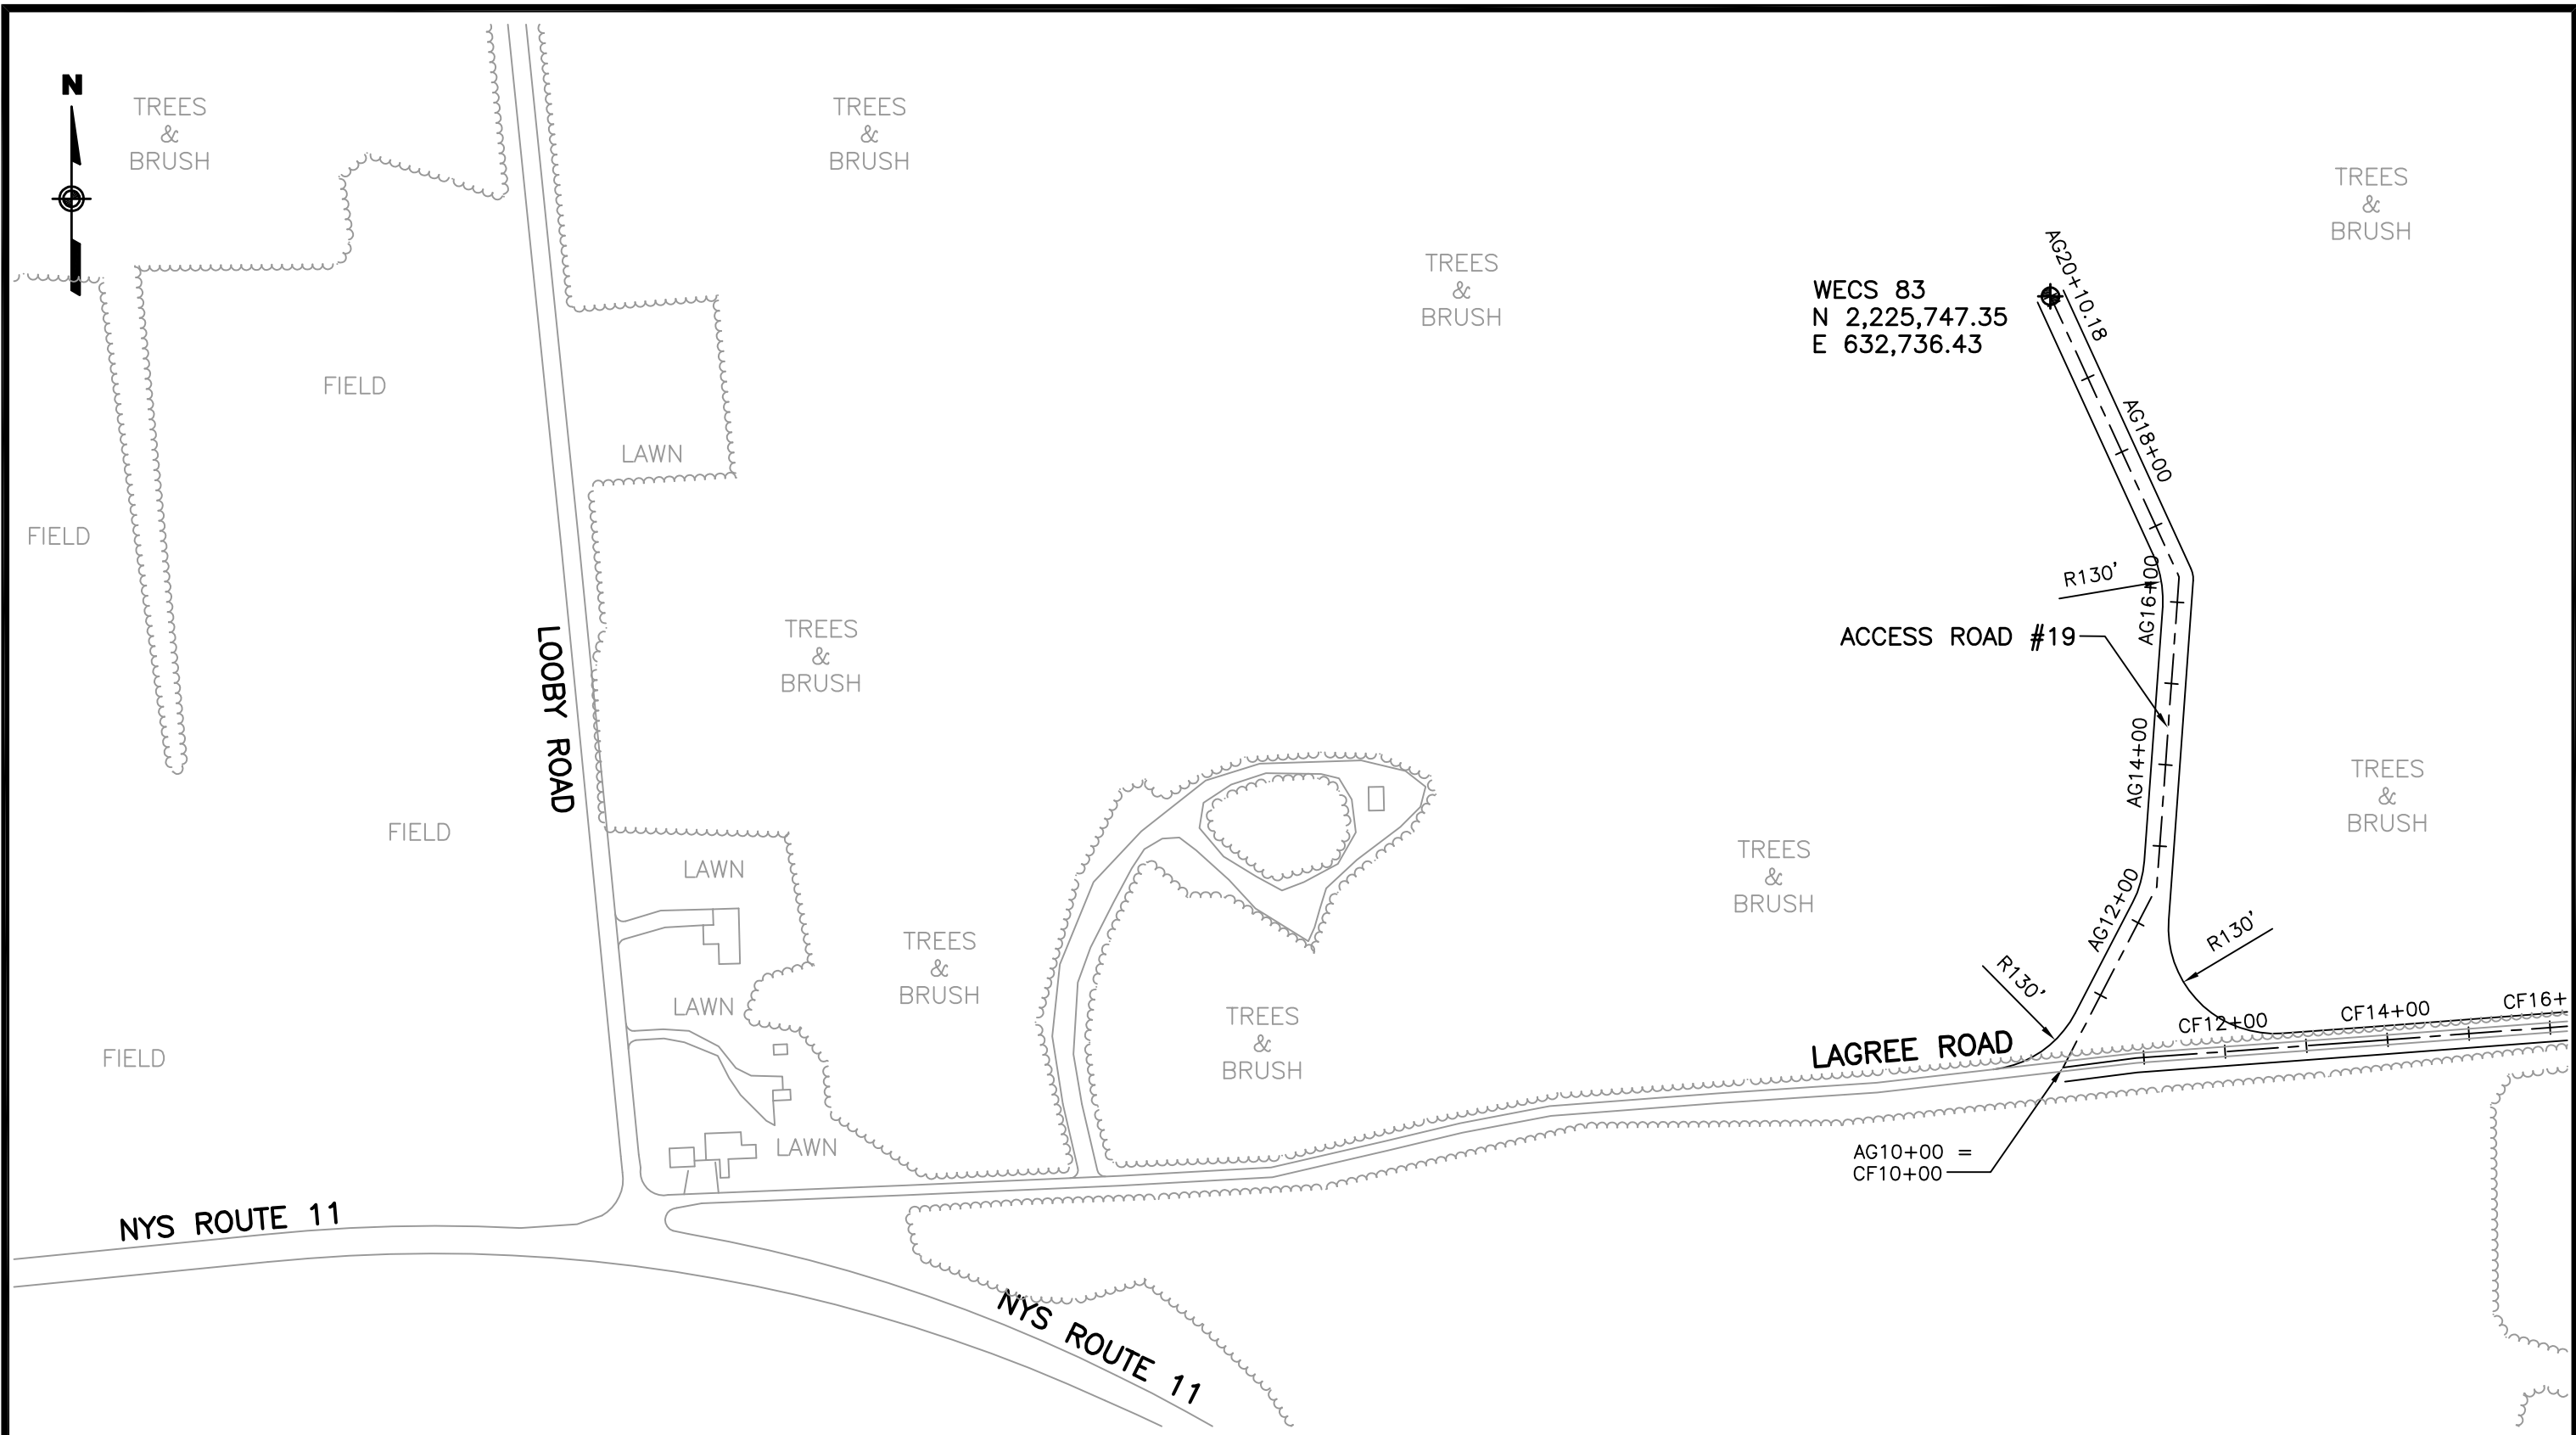 N
TREES
&
BRUSH
TREES
&
BRUSH
TREES
&
BRUSH
TREES
&
BRUSH
AG20+10.18
WECS 83
N 2,225,747.35
E 632,736.43
FIELD
AG18+00
LAWN
FIELD
R130'
AG16+00
ACCESS ROAD #19
TREES
&
BRUSH
LOOBY ROAD
AG14+00
TREES
&
BRUSH
FIELD
LAWN
TREES
&
BRUSH
AG12+00
R130'
TREES
&
BRUSH
R130'
LAWN
TREES
&
BRUSH
CF12+00
CF14+00
CF16+
LAGREE ROAD
FIELD
LAWN
AG10+00 =
CF10+00
NYS ROUTE 11
NYS ROUTE 11